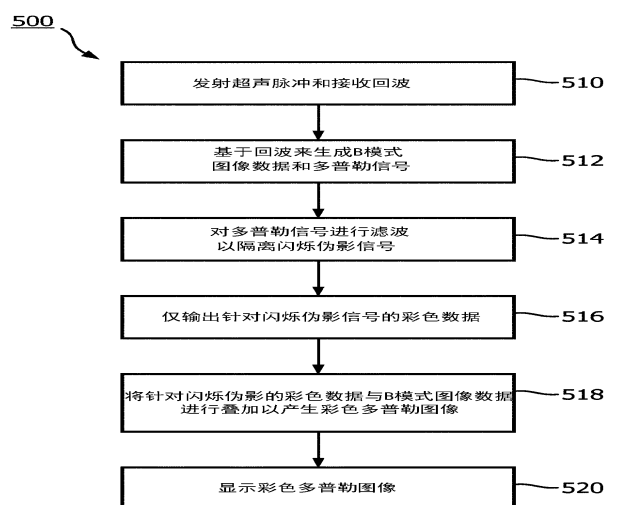 500
发射超声脉冲和接收回波
510
基于回波来生成B模式
图像数据和多普勒信号
512
对多普勒信号进行滤波
以隔离闪烁伪影信号
514
仅输出针对闪烁伪影信号的彩色数据
516
将针对闪烁伪影的彩色数据与B模式图像数据
进行叠加以产生彩色多普勒图像
518
显示彩色多普勒图像
520